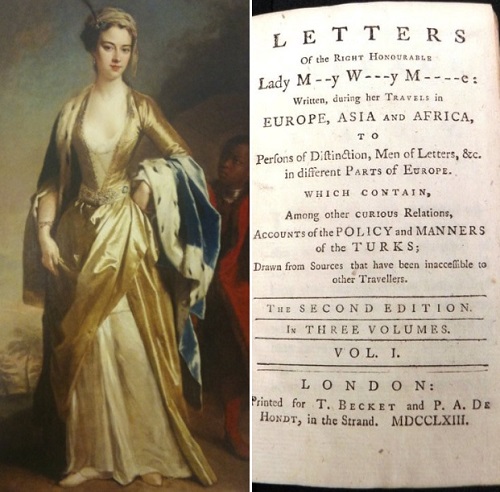 LETTERS
Of the RIGHT HONOURABLE
Lady M--y W---y M----e:
Written, during her TRAVELS in
EUROPE, ASIA AND AFRICA,
TO
Perſons of Diſtinction, Men of Letters, &c.
in different PARTS of EUROPE.
WHICH CONTAIN,
Among other CURIOUS Relations,
ACCOUNTS of the POLICY and MANNERS
of the TURKS;
Drawn from Sources that have been inacceſſible to
other Travellers.
THE SECOND EDITION.
IN THREE VOLUMES.
VOL. I.
LONDON:
Printed for T. BECKET and P. A. DE
HONDT, in the Strand. MDCCLXIII.